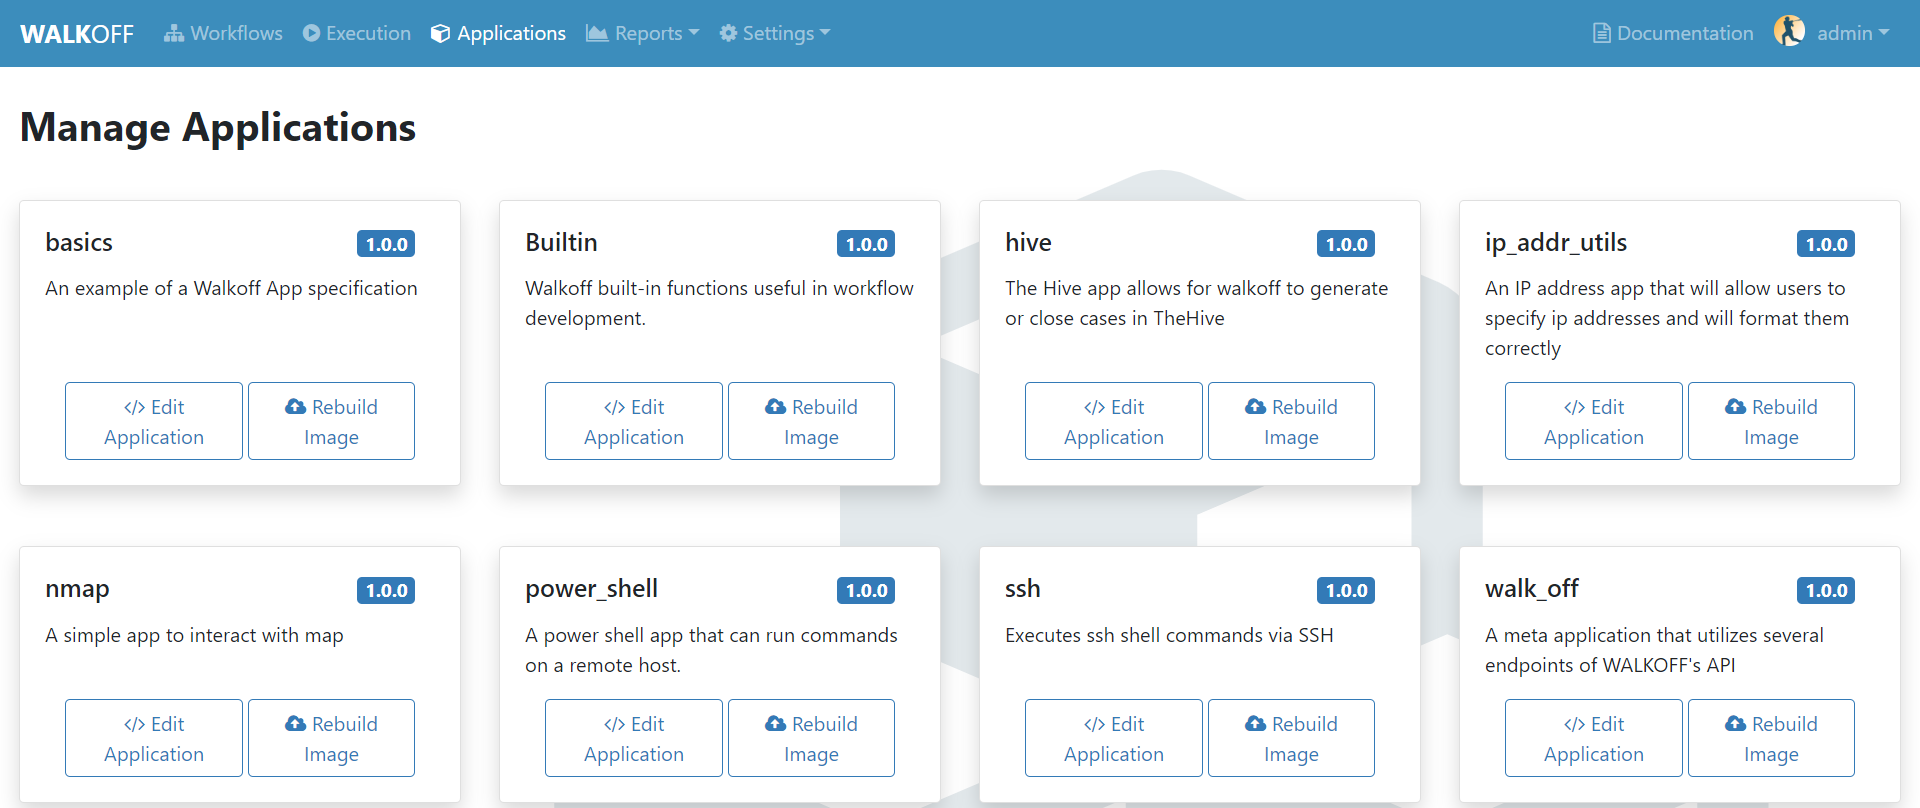 WALKOFF Workflows Execution Applications Reports Settings Documentation admin
Manage Applications
basics 1.0.0
An example of a Walkoff App specification
Edit Application
Rebuild Image
Builtin 1.0.0
Walkoff built-in functions useful in workflow
development.
Edit Application
Rebuild Image
hive 1.0.0
The Hive app allows for walkoff to generate
or close cases in TheHive
Edit Application
Rebuild Image
ip_addr_utils 1.0.0
An IP address app that will allow users to
specify ip addresses and will format them
correctly
Edit Application
Rebuild Image
nmap 1.0.0
A simple app to interact with map
Edit Application
Rebuild Image
power_shell 1.0.0
A power shell app that can run commands
on a remote host.
Edit Application
Rebuild Image
ssh 1.0.0
Executes ssh shell commands via SSH
Edit Application
Rebuild Image
walk_off 1.0.0
A meta application that utilizes several
endpoints of WALKOFF's API
Edit Application
Rebuild Image